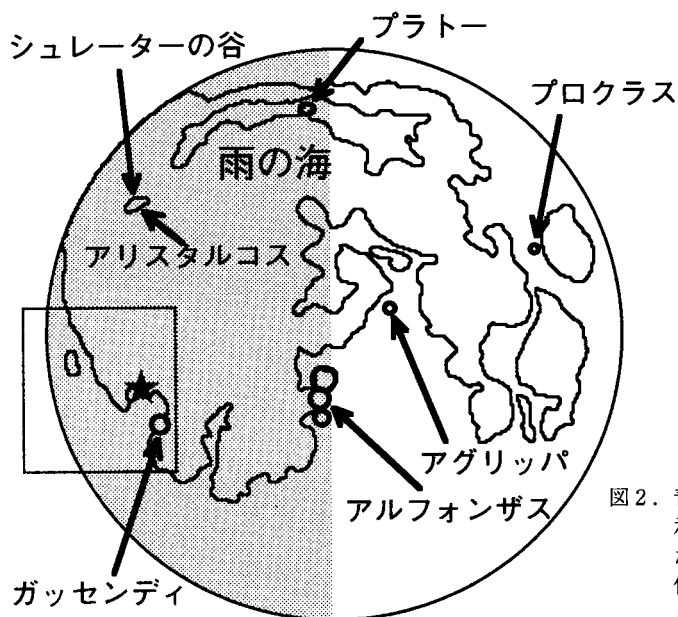 シュレーターの谷
プラトー
プロクラス
雨の海
アリスタルコス
アグリッパ
アルフォンザス
ガッセンディ
図2.